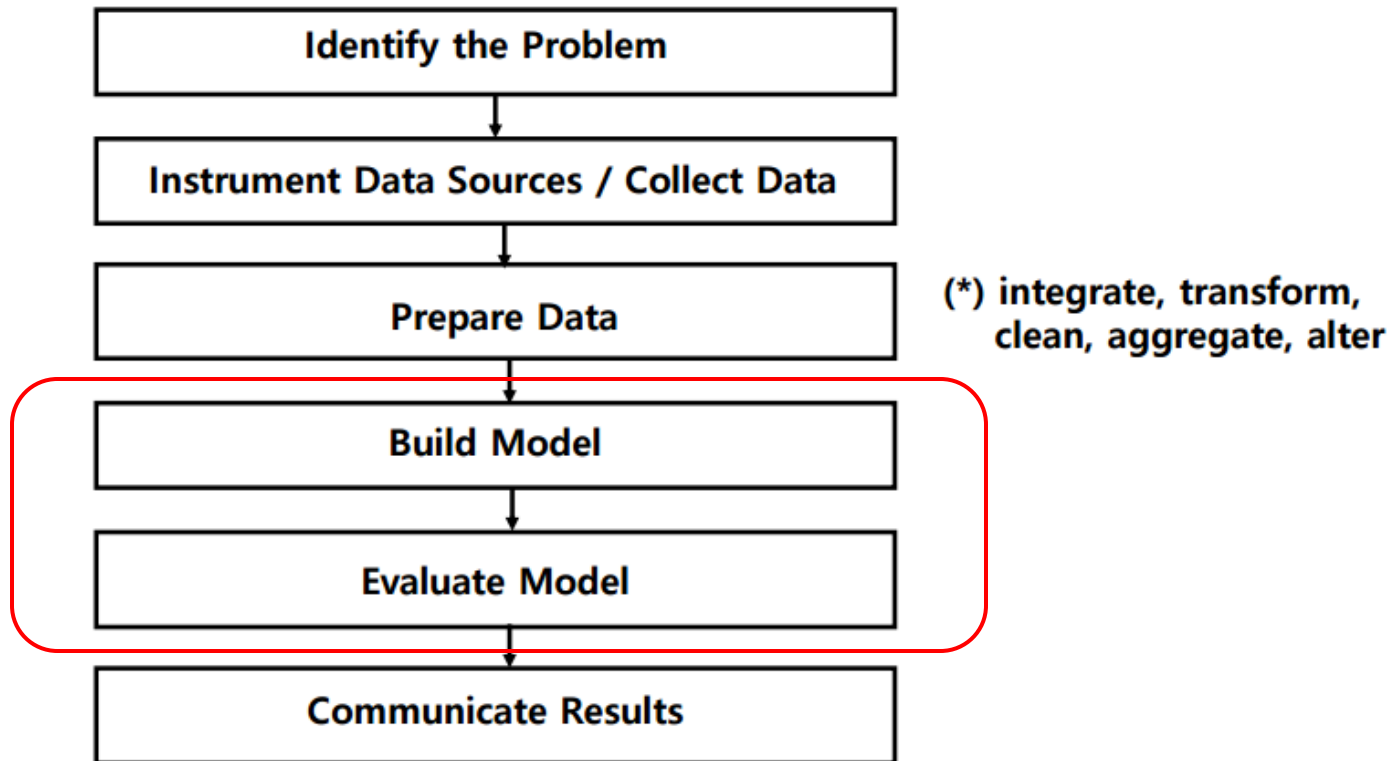 Identify the Problem
Instrument Data Sources / Collect Data
Prepare Data
(*) integrate, transform,
clean, aggregate, alter
Build Model
Evaluate Model
Communicate Results